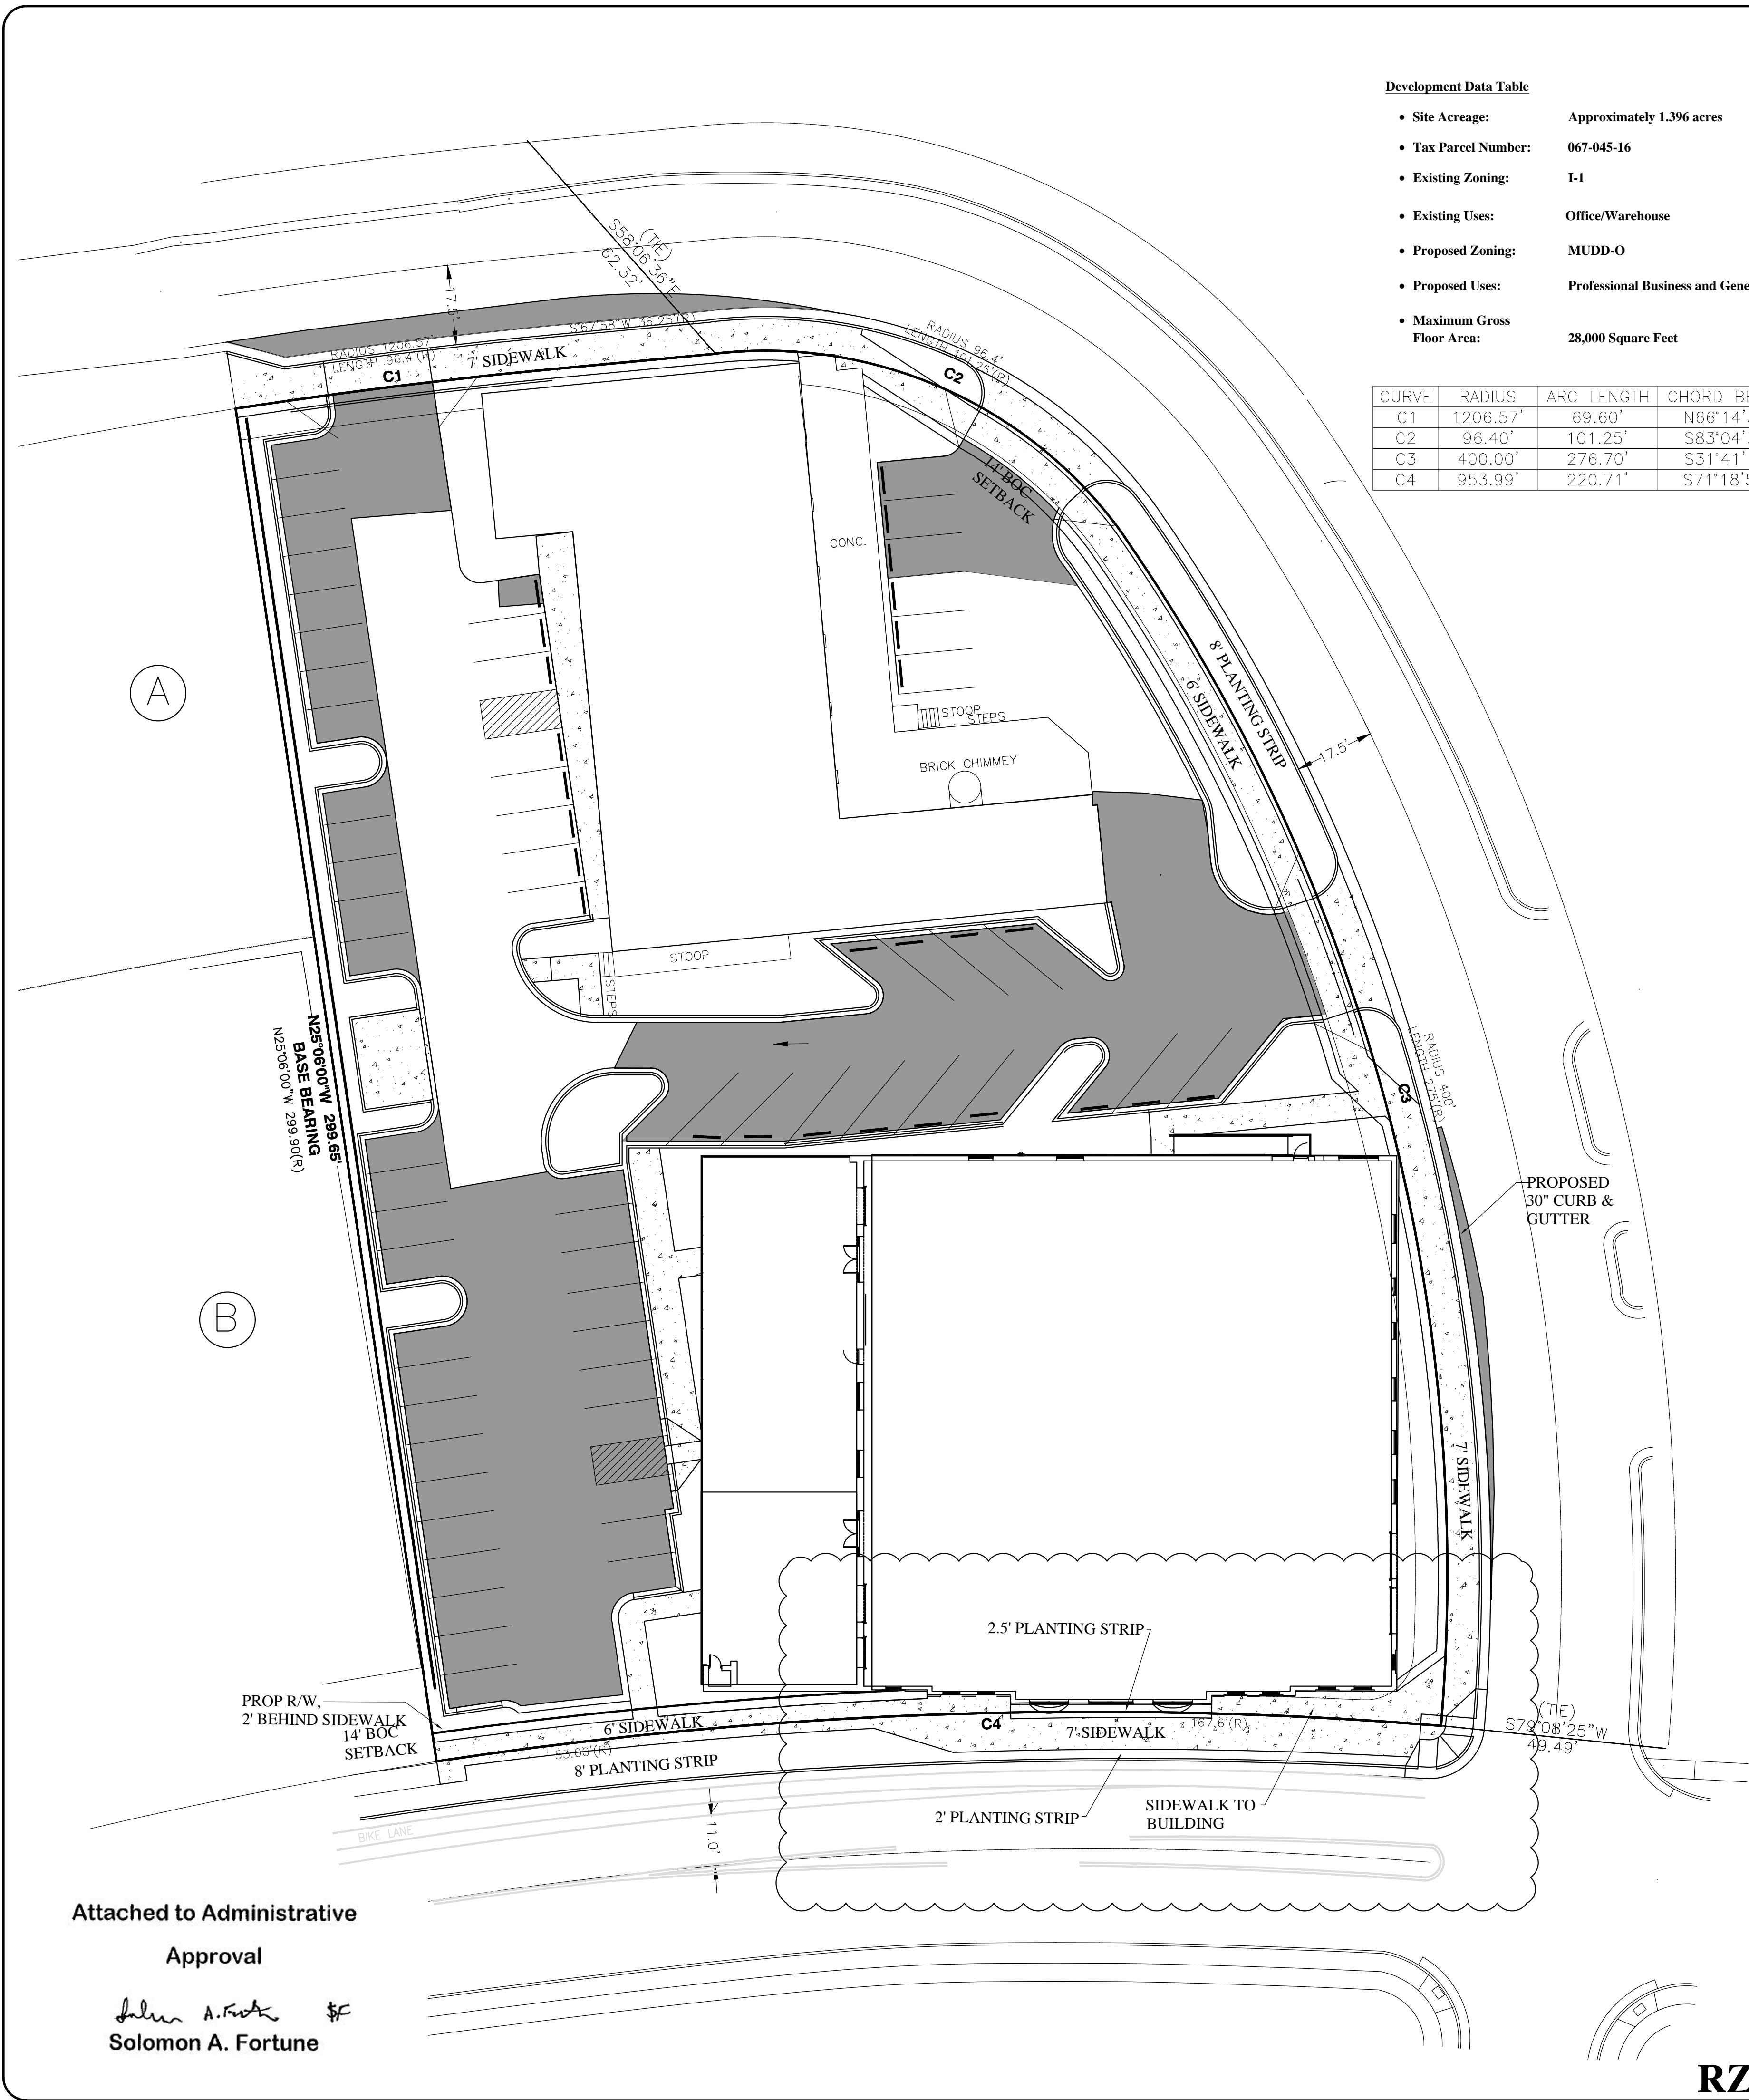 Development Data Table
• Site Acreage: Approximately 1.396 acres
• Tax Parcel Number: 067-045-16
• Existing Zoning: I-1
• Existing Uses: Office/Warehouse
• Proposed Zoning: MUDD-O
• Proposed Uses: Professional Business and Gene
• Maximum Gross
Floor Area: 28,000 Square Feet
CURVE RADIUS ARC LENGTH CHORD BE
C1 1206.57' 69.60' N66°14'
C2 96.40' 101.25' S83°04'
C3 400.00' 276.70' S31°41'
C4 953.99' 220.71' S71°18'5
(TIE)
S58°06'36"E
62.32'
17.5'
RADIUS 1206.57'
LENGTH 96.4'(R)
S'67'58"W 36.25'(R)
C1
7' SIDEWALK
RADIUS 96.4'
LENGTH 101.25'(R)
C2
14' BOC
SETBACK
CONC.
8' PLANTING STRIP
6' SIDEWALK
17.5'
STOOP
STEPS
BRICK CHIMMEY
A
STOOP
STEPS
N25°06'00"W 299.65'
BASE BEARING
N25°06'00"W 299.90(R)
RADIUS 400'
LENGTH 275'(R)
C3
PROPOSED
30" CURB &
GUTTER
B
7' SIDEWALK
2.5' PLANTING STRIP
PROP R/W,
2' BEHIND SIDEWALK
14' BOC
SETBACK
6' SIDEWALK
53.00'(R)
8' PLANTING STRIP
C4
7' SIDEWALK
167.6'(R)
(TIE)
S79°08'25"W
49.49'
2' PLANTING STRIP
SIDEWALK TO
BUILDING
BIKE LANE
11.0'
Attached to Administrative
Approval
Solomon A. Fortune
RZ